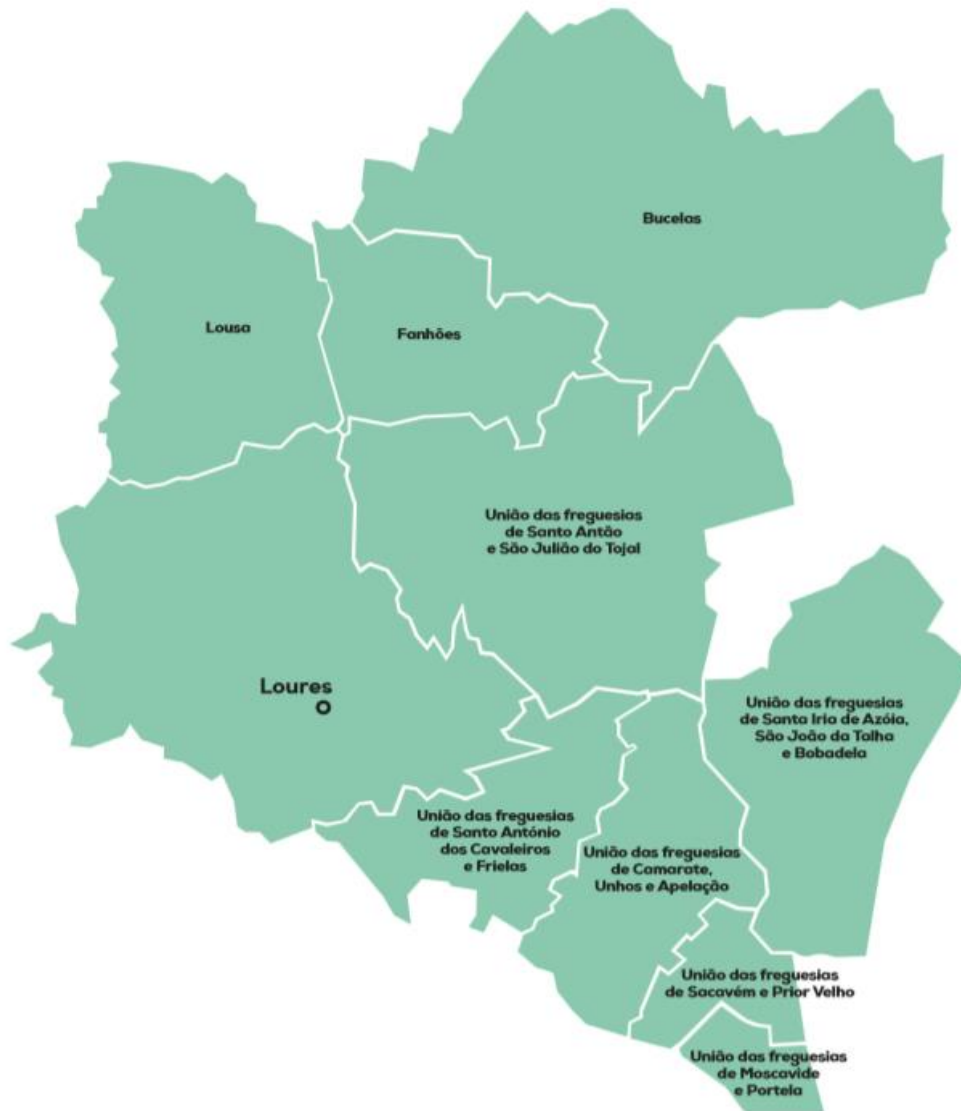 Bucelas
Lousa
Fanhões
União das freguesias
de Santo Antão
e São Julião do Tojal
Loures
União das freguesias
de Santa Iria de Azóia,
São João da Talha
e Bobadela
União das freguesias
de Santo António
dos Cavaleiros
e Frielas
União das freguesias
de Camarate,
Unhos e Apelação
União das freguesias
de Sacavém e Prior Velho
União das freguesias
de Moscavide
e Portela